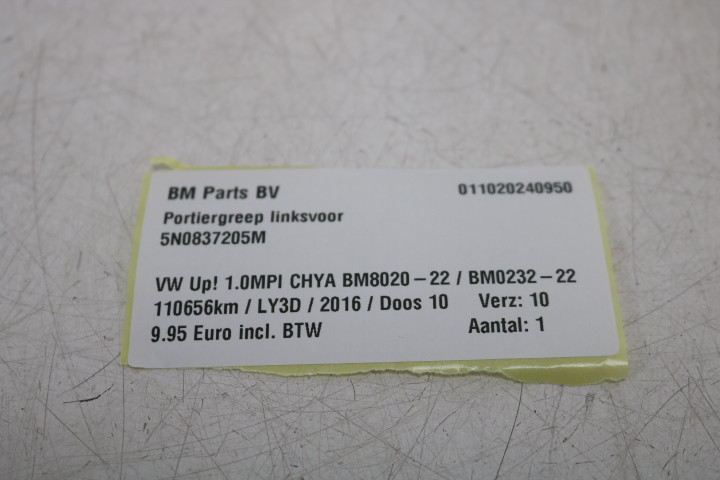 BM Parts BV 011020240950
Portiergreep linksvoor
5N0837205M
VW Up! 1.0MPI CHYA BM8020-22 / BM0232-22
110656km / LY3D / 2016 / Doos 10 Verz: 10
9.95 Euro incl. BTW Aantal: 1